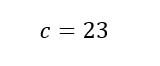 c = 23